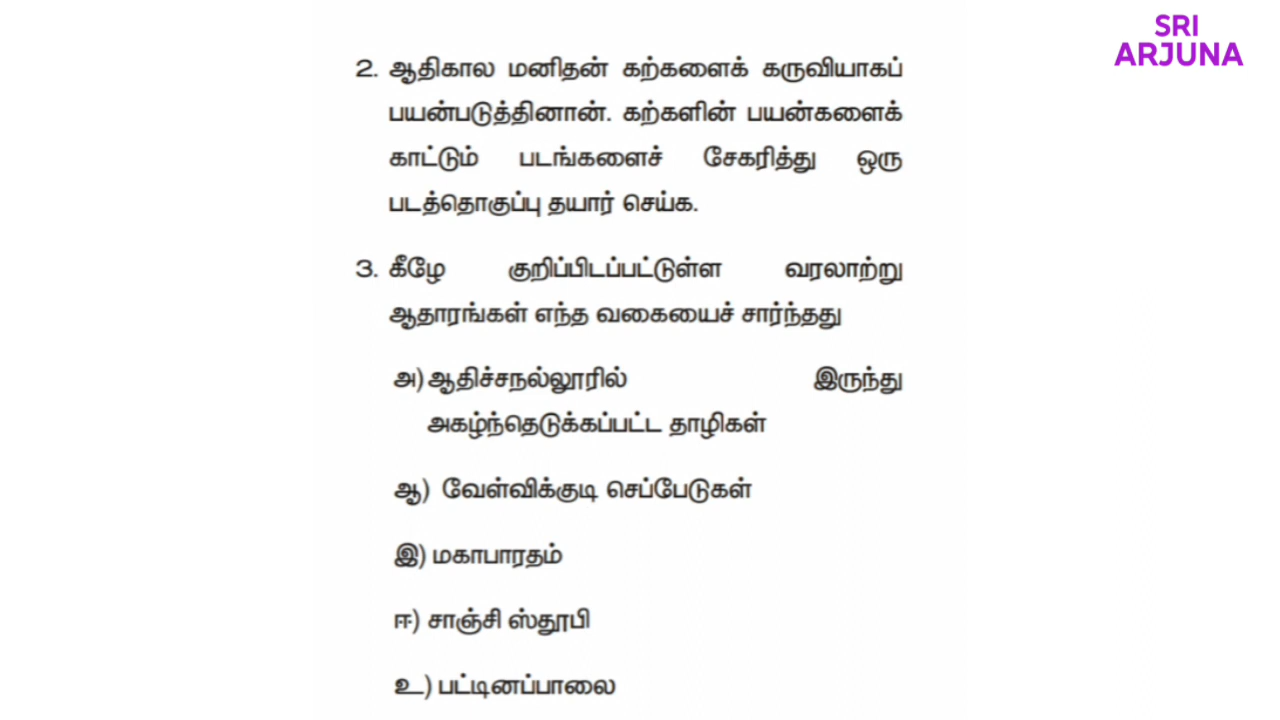 SRI
ARJUNA
2. ஆதிகால மனிதன் கற்களைக் கருவியாகப்
பயன்படுத்தினான். கற்களின் பயன்களைக்
காட்டும் படங்களைச் சேகரித்து ஒரு
படத்தொகுப்பு தயார் செய்க.
3. கீழே குறிப்பிடப்பட்டுள்ள வரலாற்று
ஆதாரங்கள் எந்த வகையைச் சார்ந்தது
அ) ஆதிச்சநல்லூரில் இருந்து
அகழ்ந்தெடுக்கப்பட்ட தாழிகள்
ஆ) வேள்விக்குடி செப்பேடுகள்
இ) மகாபாரதம்
ஈ) சாஞ்சி ஸ்தூபி
உ) பட்டினப்பாலை